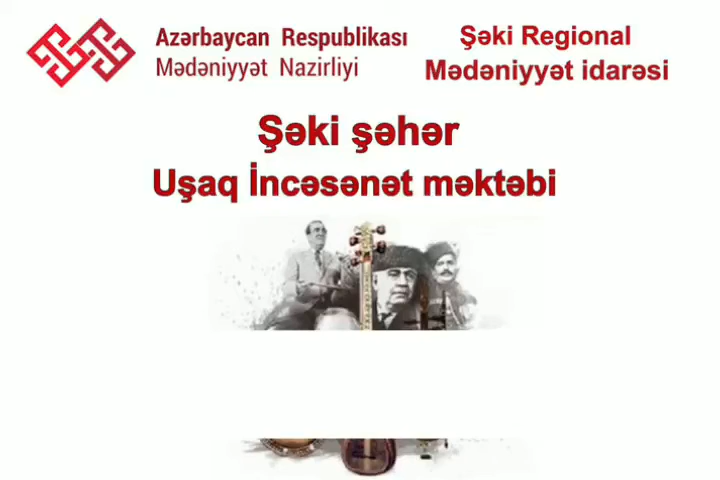 Azərbaycan Respublikası
Mədəniyyət Nazirliyi
Şəki Regional
Mədəniyyət idarəsi
Şəki şəhər
Uşaq İncəsənət məktəbi